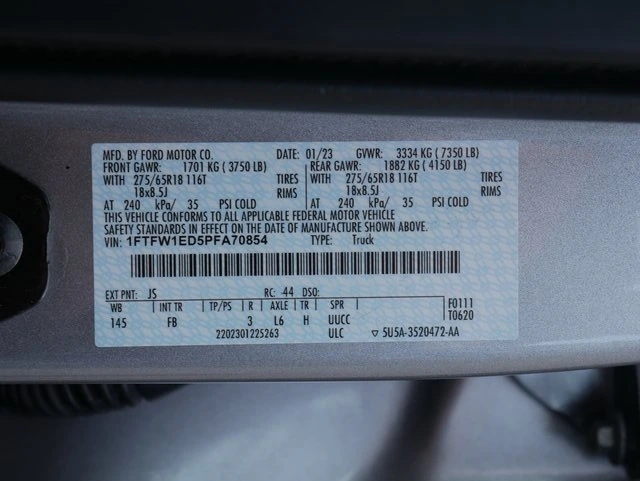 MFD. BY FORD MOTOR CO. DATE: 01/23 GVWR: 3334 KG ( 7350 LB)
FRONT GAWR: 1701 KG ( 3750 LB) REAR GAWR: 1882 KG ( 4150 LB)
WITH 275/65R18 116T TIRES WITH 275/65R18 116T TIRES
18x8.5J RIMS 18x8.5J RIMS
AT 240 kPa/ 35 PSI COLD AT 240 kPa/ 35 PSI COLD
THIS VEHICLE CONFORMS TO ALL APPLICABLE FEDERAL MOTOR VEHICLE
SAFETY STANDARDS IN EFFECT ON THE DATE OF MANUFACTURE SHOWN ABOVE.
VIN: 1FTFW1ED5PFA70854 TYPE: Truck
EXT PNT: JS RC: 44 DSO:
WB INT TR TP/PS R AXLE TR SPR F0111
145 FB 3 L6 H UUCC T0620
2202301225263 ULC ▽ 5U5A-3520472-AA